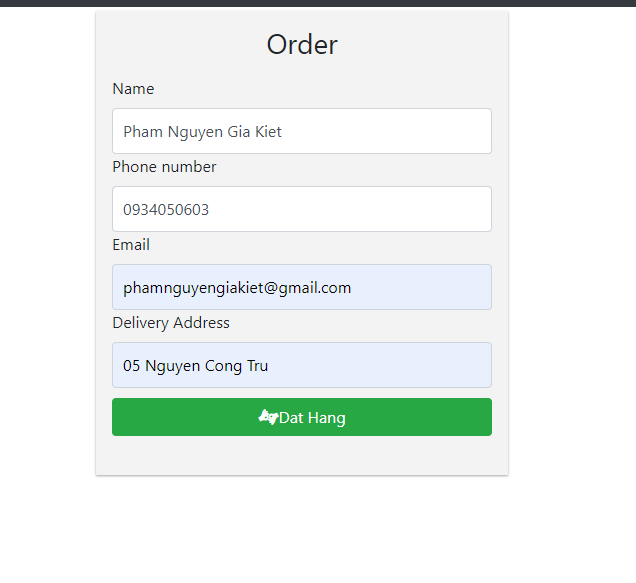 Order
Name
Pham Nguyen Gia Kiet
Phone number
0934050603
Email
phamnguyengiakiet@gmail.com
Delivery Address
05 Nguyen Cong Tru
Dat Hang